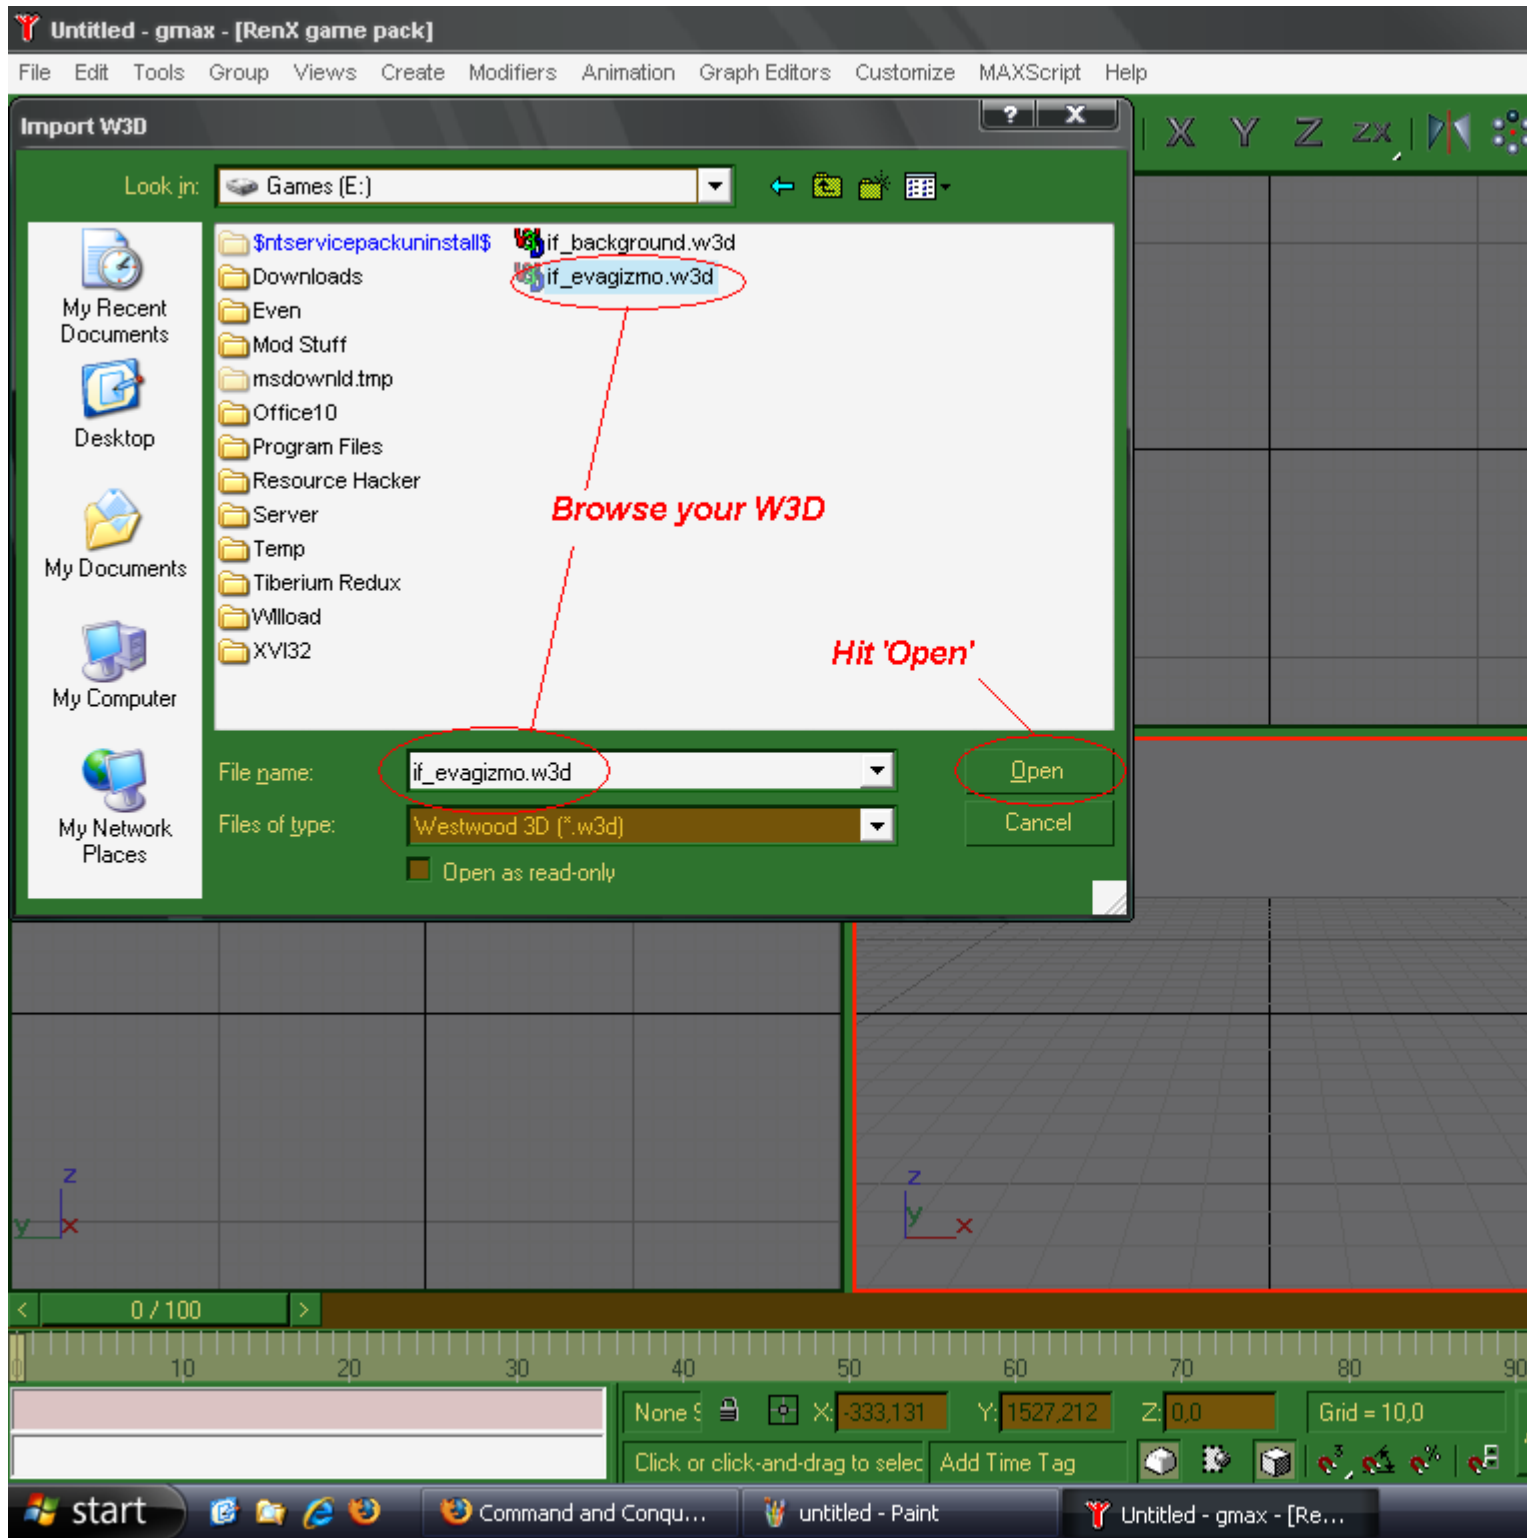 Untitled - gmax - [RenX game pack]
File Edit Tools Group Views Create Modifiers Animation Graph Editors Customize MAXScript Help
Import W3D
? X
X Y Z ZX
Look in: Games (E:)
$ntservicepackuninstall$ if_background.w3d
Downloads if_evagizmo.w3d
Even
Mod Stuff
msdownld.tmp
Office10
Program Files
Resource Hacker
Server
Temp
Tiberium Redux
Wlload
XVI32
My Recent Documents
Desktop
My Documents
My Computer
My Network Places
Browse your W3D
Hit 'Open'
File name: if_evagizmo.w3d Open
Files of type: Westwood 3D (*.w3d) Cancel
Open as read-only
z
y x
z
y x
< 0 / 100 >
0 10 20 30 40 50 60 70 80 90
None S X: -333,131 Y: 1527,212 Z: 0,0 Grid = 10,0
Click or click-and-drag to selec Add Time Tag
start Command and Conqu... untitled - Paint Untitled - gmax - [Re...